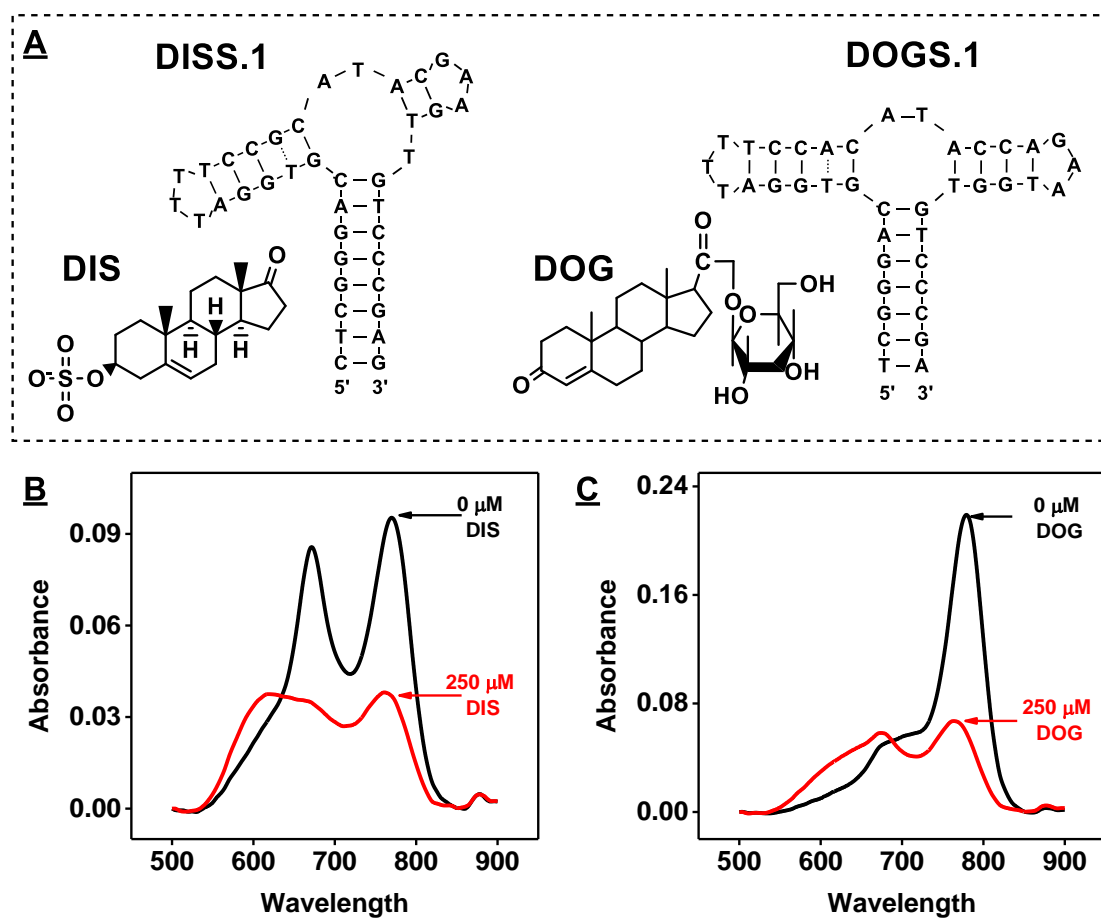 A
DISS.1
CTCGGGACGTGGATTTTCCGCATACGAAGTTGTCCCGAG
5' 3'
DIS
O
H
H
H
O
O-
S
O
O
DOGS.1
TCGGGACGTGGATTTTCCACATACCAGAATGGTGTCCCGA
5' 3'
DOG
O
C
O
O
OH
OH
HO
O
B
0 μM
DIS
250 μM
DIS
0.09
0.06
0.03
0.00
500 600 700 800 900
Absorbance
Wavelength
C
0 μM
DOG
250 μM
DOG
0.24
0.16
0.08
0.00
500 600 700 800 900
Absorbance
Wavelength